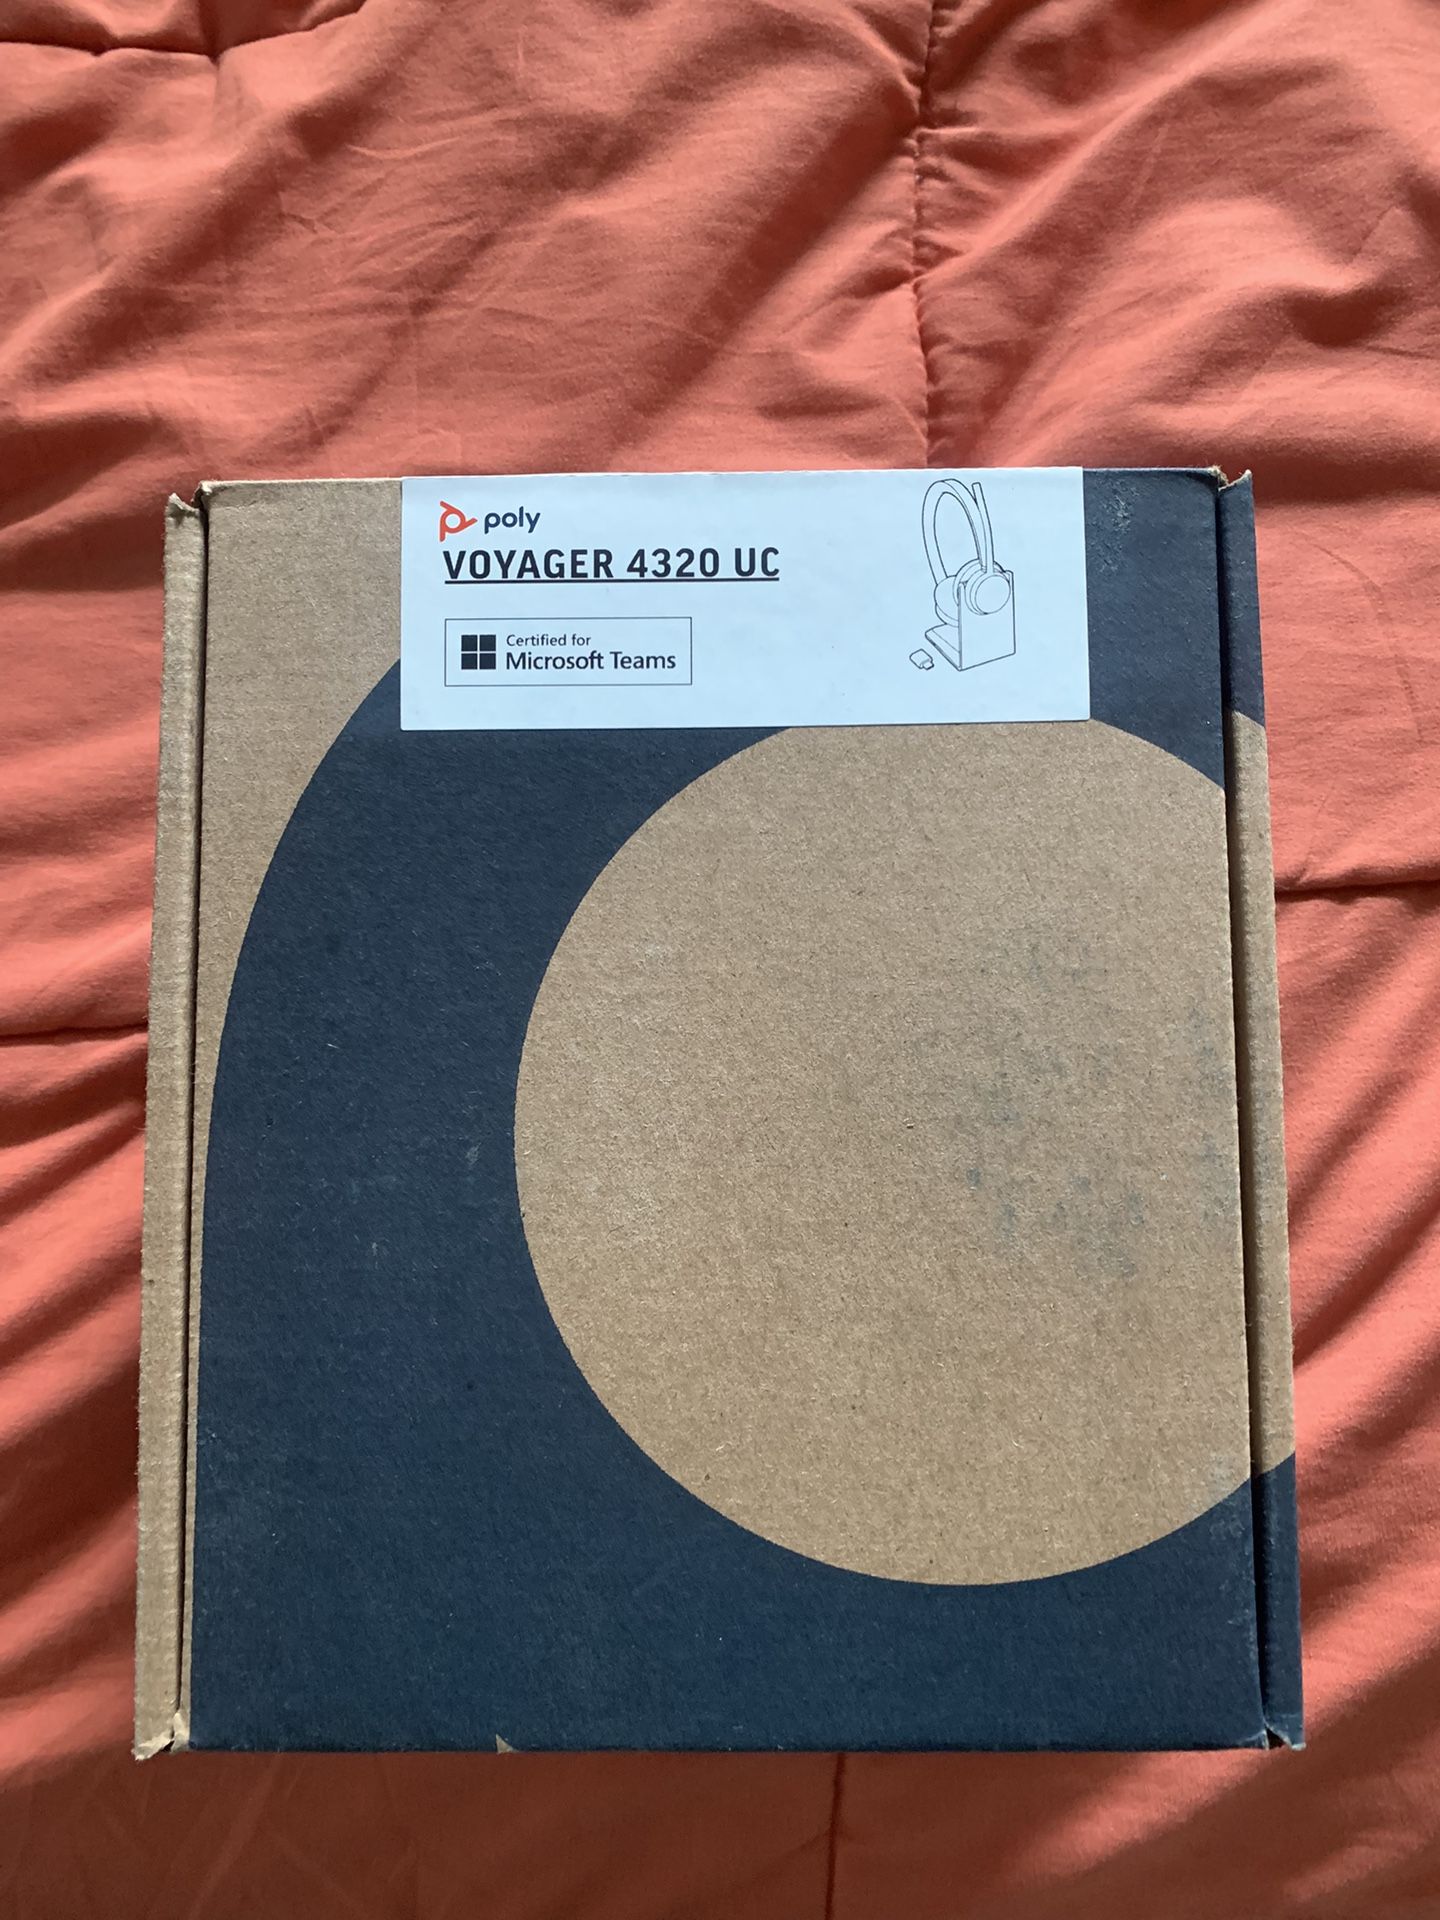 poly
VOYAGER 4320 UC
Certified for
Microsoft Teams